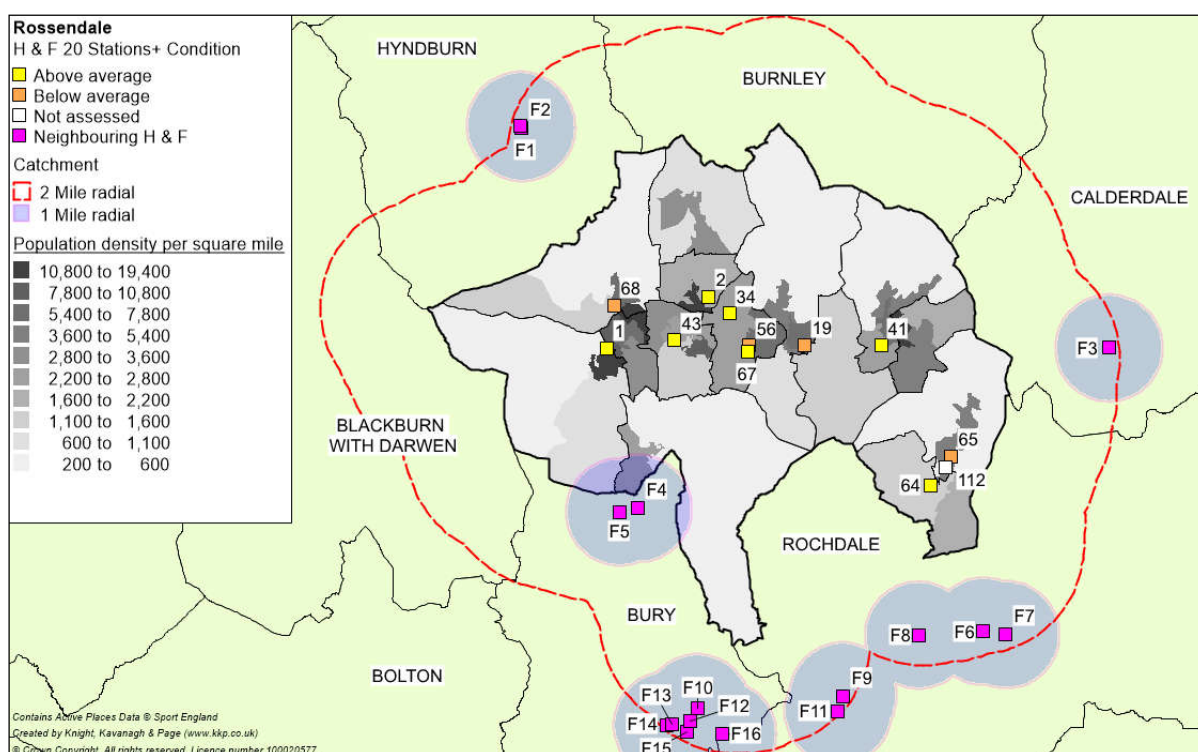 Rossendale
H & F 20 Stations+ Condition
Above average
Below average
Not assessed
Neighbouring H & F
Catchment
2 Mile radial
1 Mile radial
Population density per square mile
10,800 to 19,400
7,800 to 10,800
5,400 to 7,800
3,600 to 5,400
2,800 to 3,600
2,200 to 2,800
1,600 to 2,200
1,100 to 1,600
600 to 1,100
200 to 600
HYNDBURN
BURNLEY
F2
F1
CALDERDALE
68
2
34
1
43
56
19
41
67
F3
BLACKBURN
WITH DARWEN
65
64
112
F4
F5
ROCHDALE
BURY
F8
F6
F7
BOLTON
F9
F10
F13
F12
F11
F14
F16
F15
Contains Active Places Data © Sport England
Created by Knight, Kavanagh & Page (www.kkp.co.uk)
© Crown Copyright. All rights reserved. Licence number 100020577